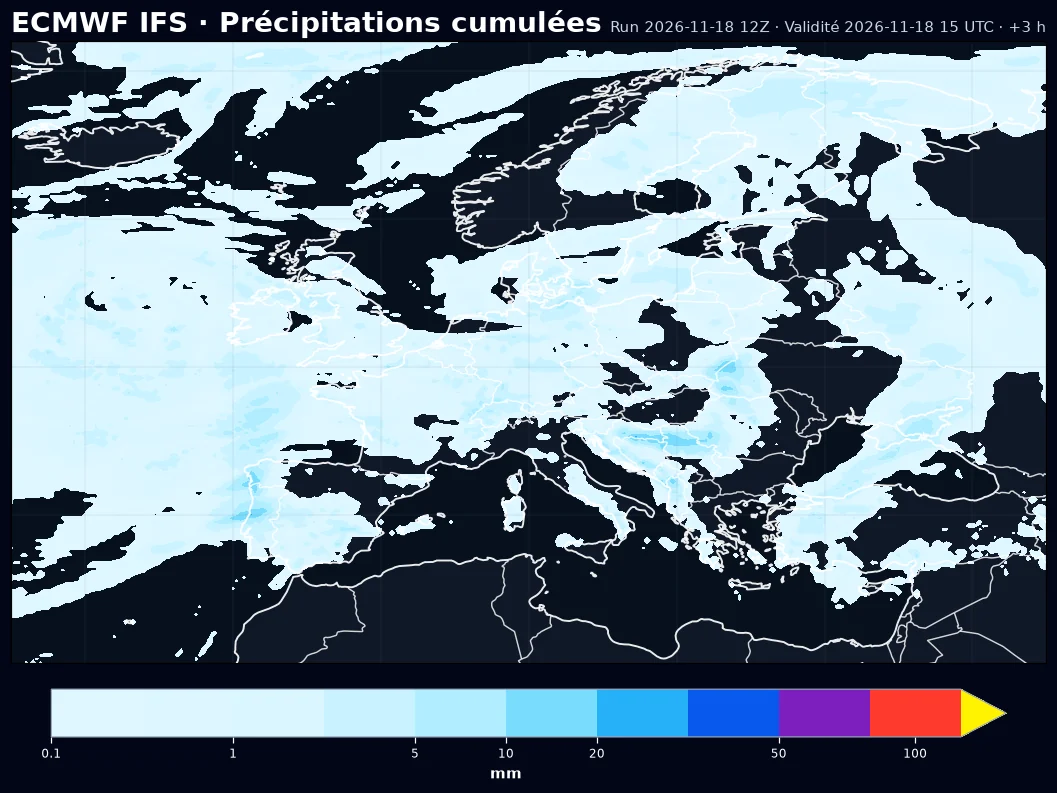 ECMWF IFS · Précipitations cumulées Run 2026-11-18 12Z · Validité 2026-11-18 15 UTC · +3 h
0.1 1 5 10 20 50 100
mm